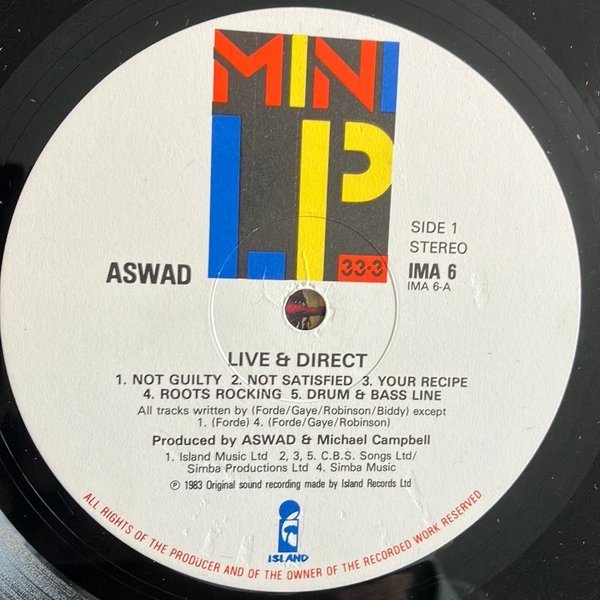 MINI
LP
33·3
SIDE 1
STEREO
ASWAD
IMA 6
IMA 6-A
LIVE & DIRECT
1. NOT GUILTY 2. NOT SATISFIED 3. YOUR RECIPE
4. ROOTS ROCKING 5. DRUM & BASS LINE
All tracks written by (Forde/Gaye/Robinson/Biddy) except
1. (Forde) 4. (Forde/Gaye/Robinson)
Produced by ASWAD & Michael Campbell
1. Island Music Ltd 2, 3, 5. C.B.S. Songs Ltd/
Simba Productions Ltd 4. Simba Music
℗ 1983 Original sound recording made by Island Records Ltd
ISLAND
ALL RIGHTS OF THE PRODUCER AND OF THE OWNER OF THE RECORDED WORK RESERVED